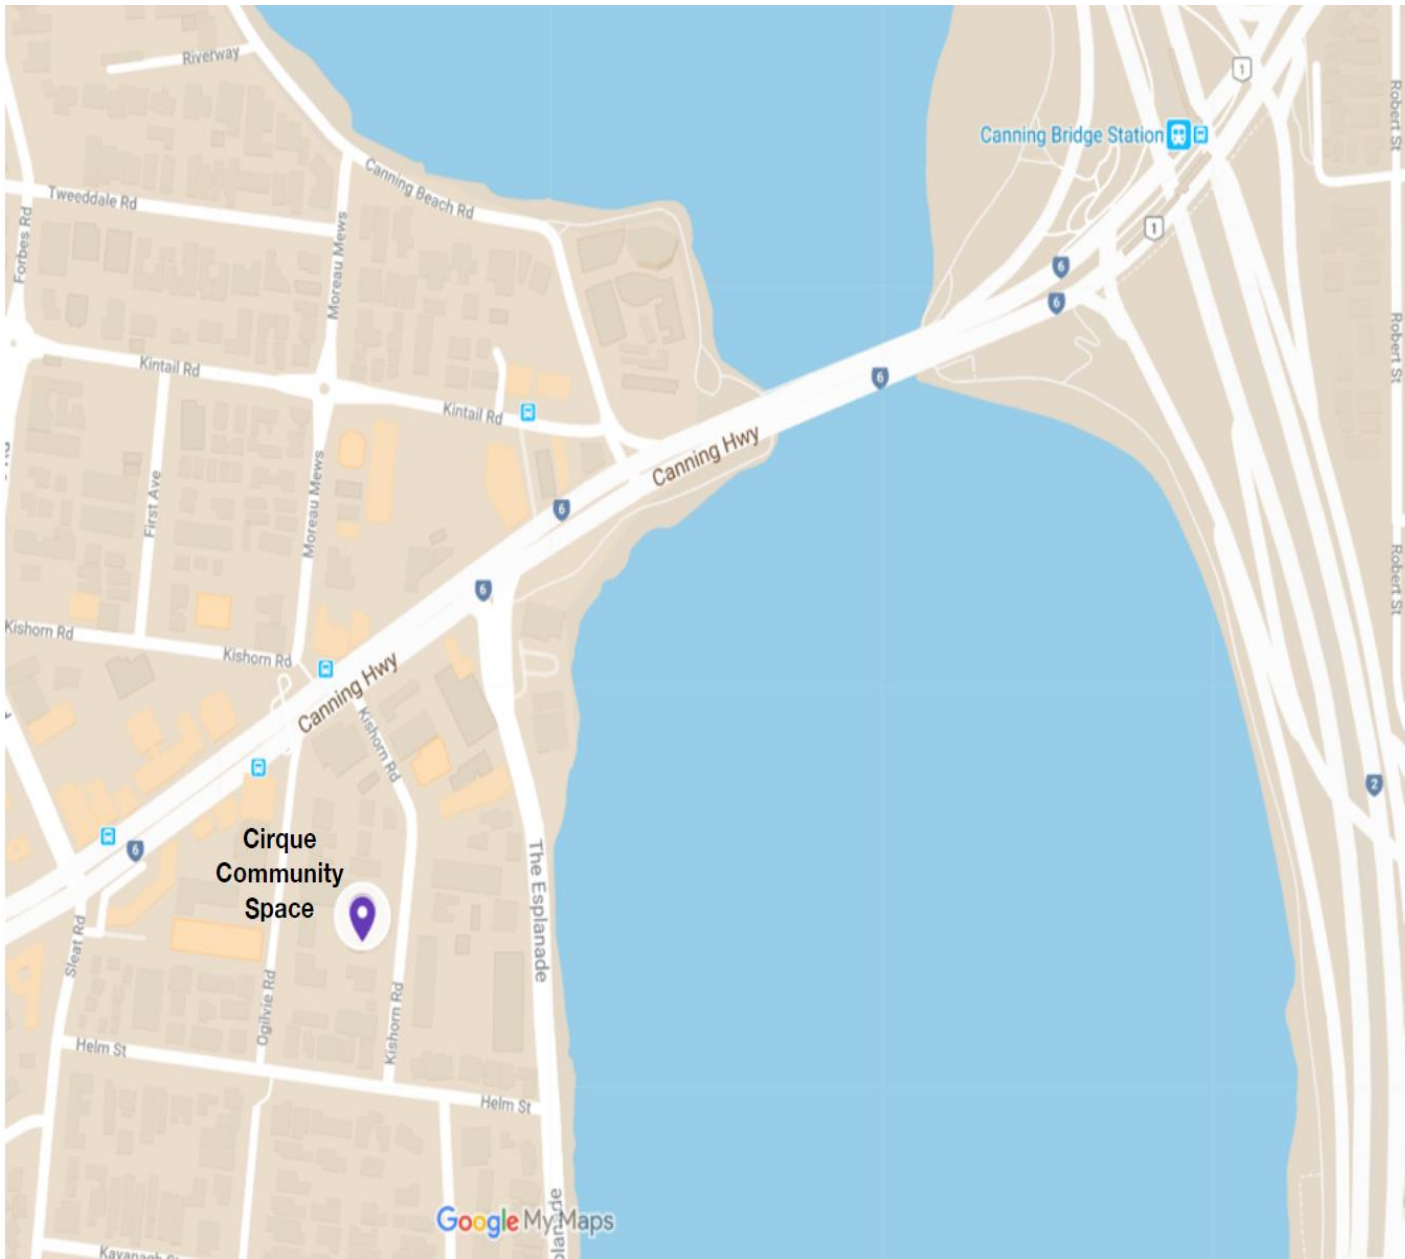 Riverway
1
Robert St
Canning Bridge Station
Canning Beach Rd
Tweeddale Rd
Forbes Rd
Moreau Mews
1
6
6
Robert St
Kintail Rd
6
Kintail Rd
Canning Hwy
First Ave
Moreau Mews
6
6
Robert St
Kishorn Rd
Kishorn Rd
Canning Hwy
Kishorn Rd
2
Cirque
Community
Space
6
The Esplanade
Sleat Rd
Ogilvie Rd
Kishorn Rd
Helm St
Helm St
Google My Maps